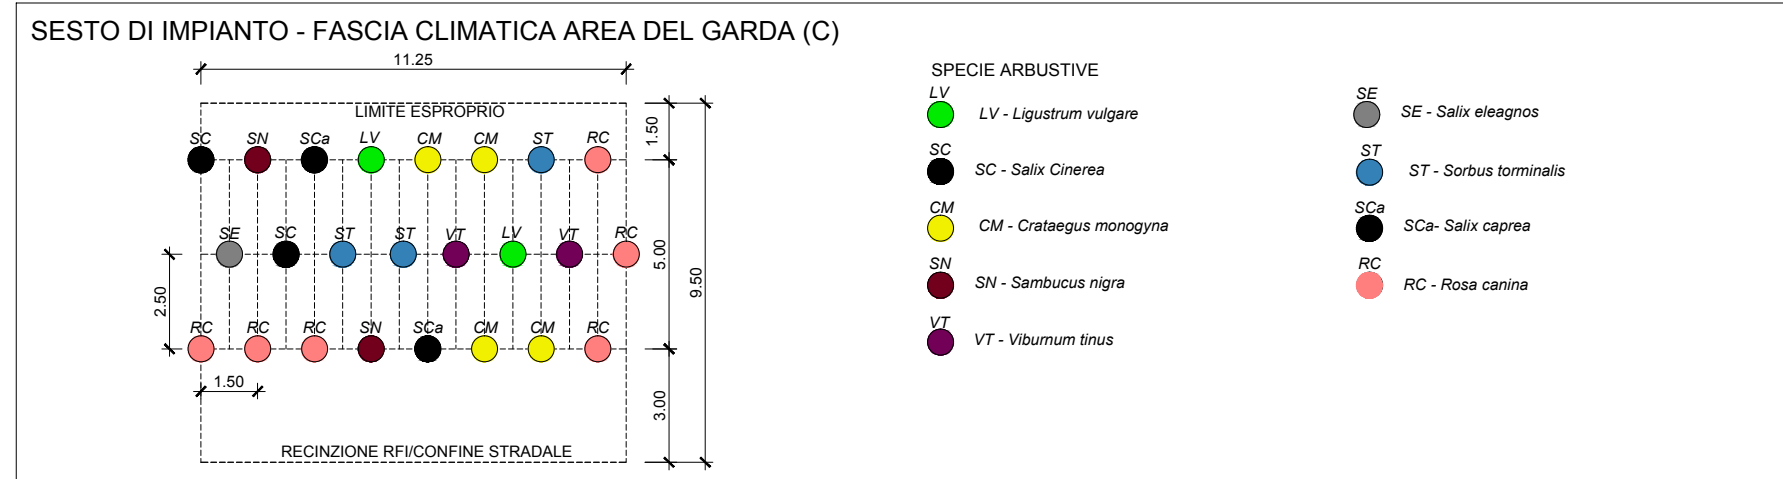 SESTO DI IMPIANTO - FASCIA CLIMATICA AREA DEL GARDA (C)
11.25
LIMITE ESPROPRIO
1.50
SC SN SCa LV CM CM ST RC
SE SC ST ST VT LV VT RC
5.00
9.50
2.50
RC RC RC SN SCa CM CM RC
1.50
3.00
RECINZIONE RFI/CONFINE STRADALE
SPECIE ARBUSTIVE
LV
LV - Ligustrum vulgare
SC
SC - Salix Cinerea
CM
CM - Crataegus monogyna
SN
SN - Sambucus nigra
VT
VT - Viburnum tinus
SE
SE - Salix eleagnos
ST
ST - Sorbus torminalis
SCa
SCa- Salix caprea
RC
RC - Rosa canina